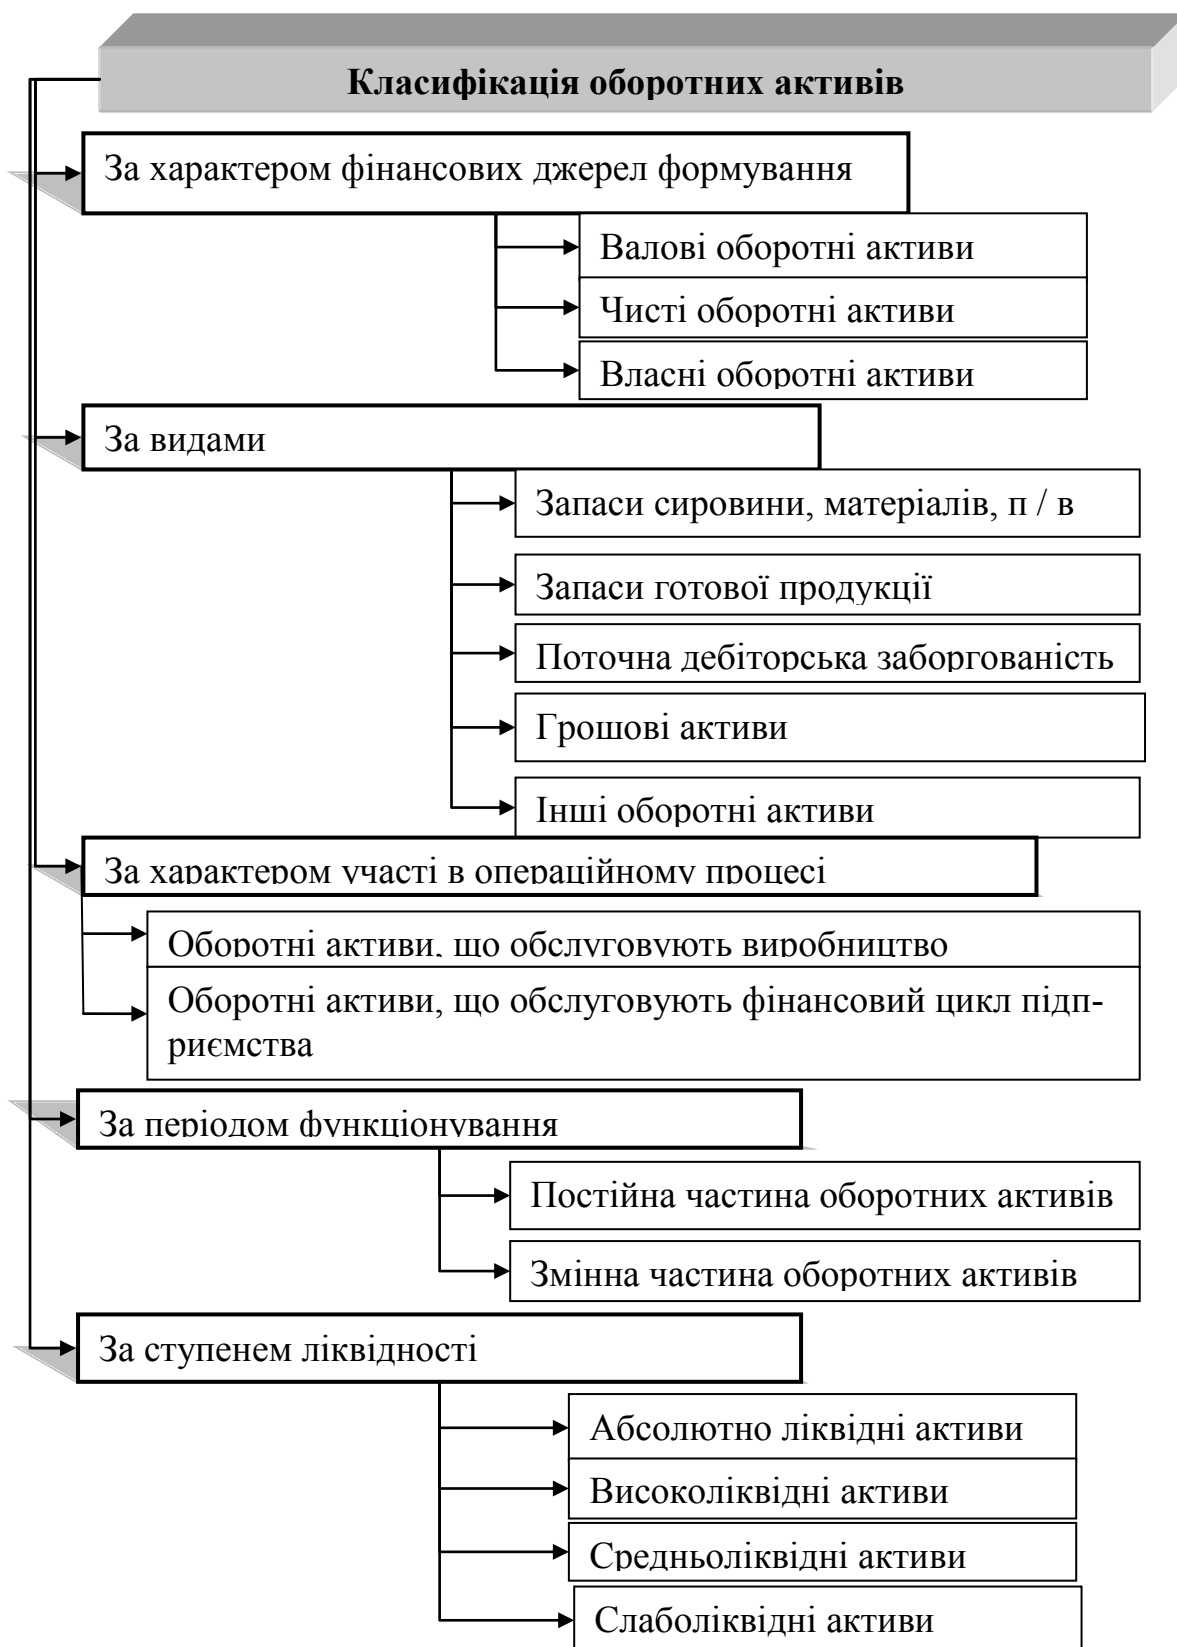 Класифікація оборотних активів
За характером фінансових джерел формування
Валові оборотні активи
Чисті оборотні активи
Власні оборотні активи
За видами
Запаси сировини, матеріалів, п / в
Запаси готової продукції
Поточна дебіторська заборгованість
Грошові активи
Інші оборотні активи
За характером участі в операційному процесі
Оборотні активи, що обслуговують виробництво
Оборотні активи, що обслуговують фінансовий цикл підп-
риємства
За періодом функціонування
Постійна частина оборотних активів
Змінна частина оборотних активів
За ступенем ліквідності
Абсолютно ліквідні активи
Високоліквідні активи
Средньоліквідні активи
Слаболіквідні активи